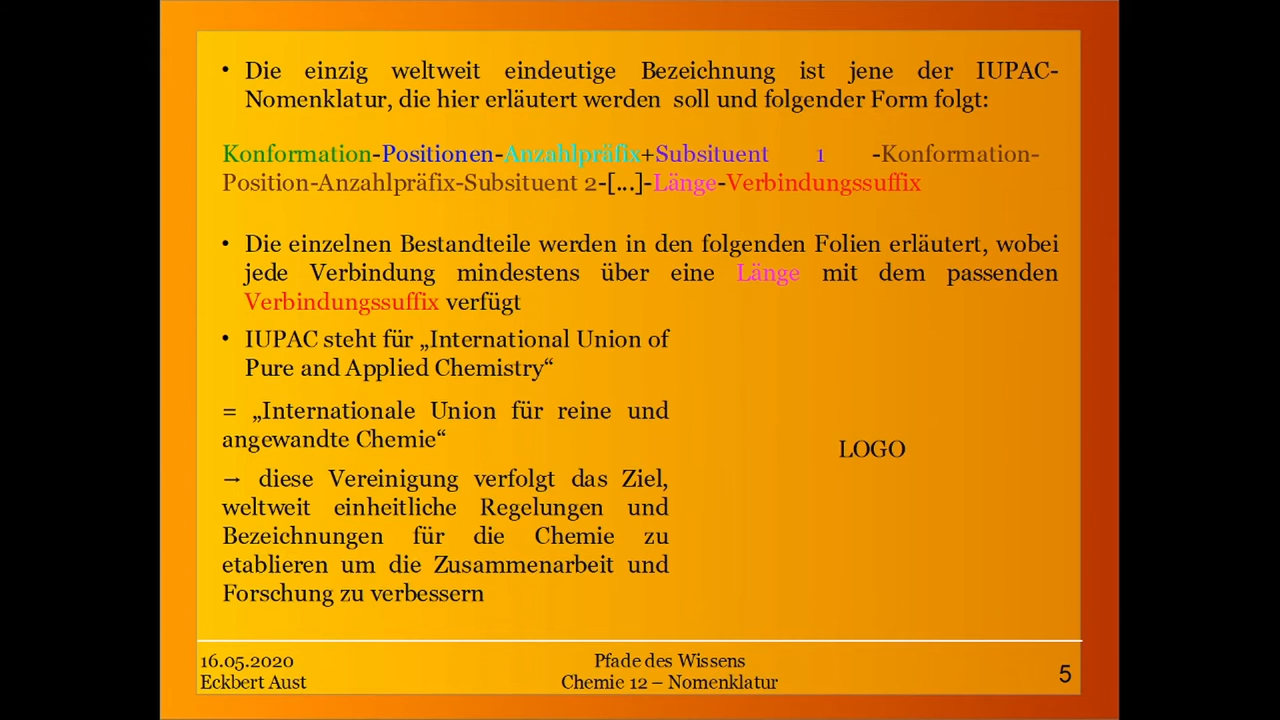 • Die einzig weltweit eindeutige Bezeichnung ist jene der IUPAC-
Nomenklatur, die hier erläutert werden soll und folgender Form folgt:
Konformation-Positionen-Anzahlpräfix+Subsituent 1 -Konformation-
Position-Anzahlpräfix-Subsituent 2-[...]-Länge-Verbindungssuffix
• Die einzelnen Bestandteile werden in den folgenden Folien erläutert, wobei
jede Verbindung mindestens über eine Länge mit dem passenden
Verbindungssuffix verfügt
• IUPAC steht für „International Union of
Pure and Applied Chemistry“
= „Internationale Union für reine und
angewandte Chemie“
→ diese Vereinigung verfolgt das Ziel,
weltweit einheitliche Regelungen und
Bezeichnungen für die Chemie zu
etablieren um die Zusammenarbeit und
Forschung zu verbessern
LOGO
16.05.2020
Eckbert Aust
Pfade des Wissens
Chemie 12 – Nomenklatur
5